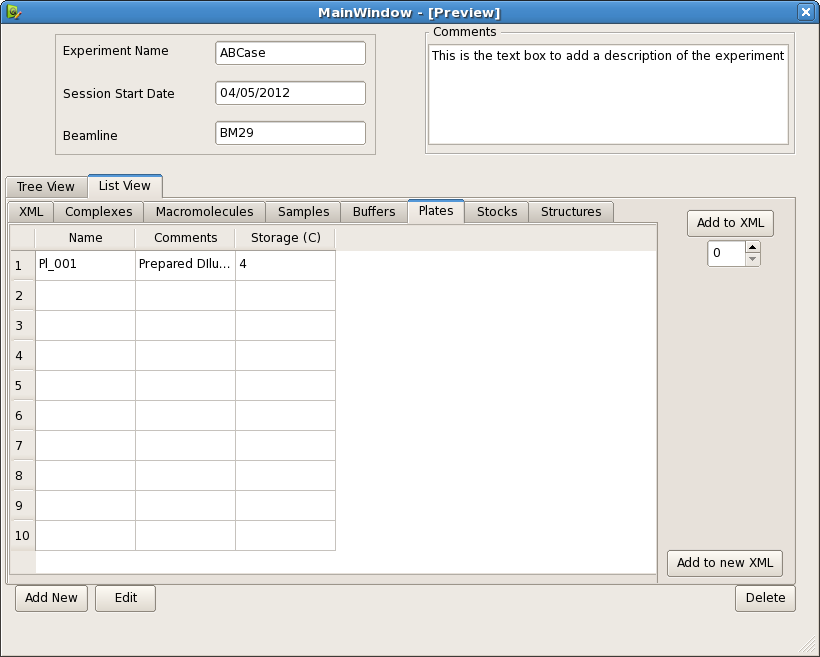 MainWindow - [Preview]
Experiment Name
ABCase
Session Start Date
04/05/2012
Beamline
BM29
Comments
This is the text box to add a description of the experiment
Tree View
List View
XML
Complexes
Macromolecules
Samples
Buffers
Plates
Stocks
Structures
Add to XML
0
Name
Comments
Storage (C)
1
Pl_001
Prepared DIlu...
4
2
3
4
5
6
7
8
9
10
Add to new XML
Add New
Edit
Delete